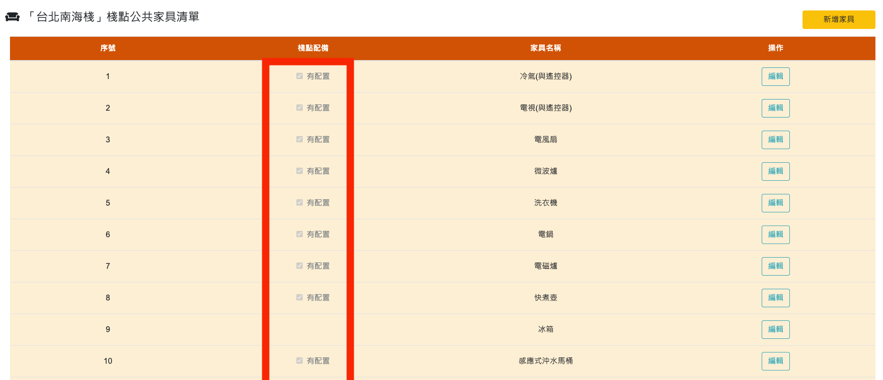 「台北南海棧」棧點公共家具清單
新增家具
序號 棧點配備 家具名稱 操作
1 有配置 冷氣(與遙控器) 編輯
2 有配置 電視(與遙控器) 編輯
3 有配置 電風扇 編輯
4 有配置 微波爐 編輯
5 有配置 洗衣機 編輯
6 有配置 電鍋 編輯
7 有配置 電磁爐 編輯
8 有配置 快煮壺 編輯
9 冰箱 編輯
10 有配置 感應式沖水馬桶 編輯